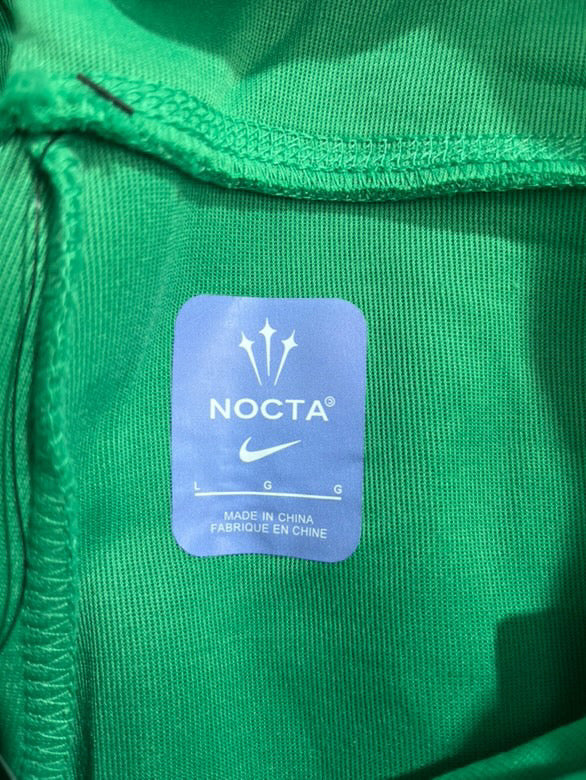 NOCTA©
L G G
MADE IN CHINA
FABRIQUE EN CHINE